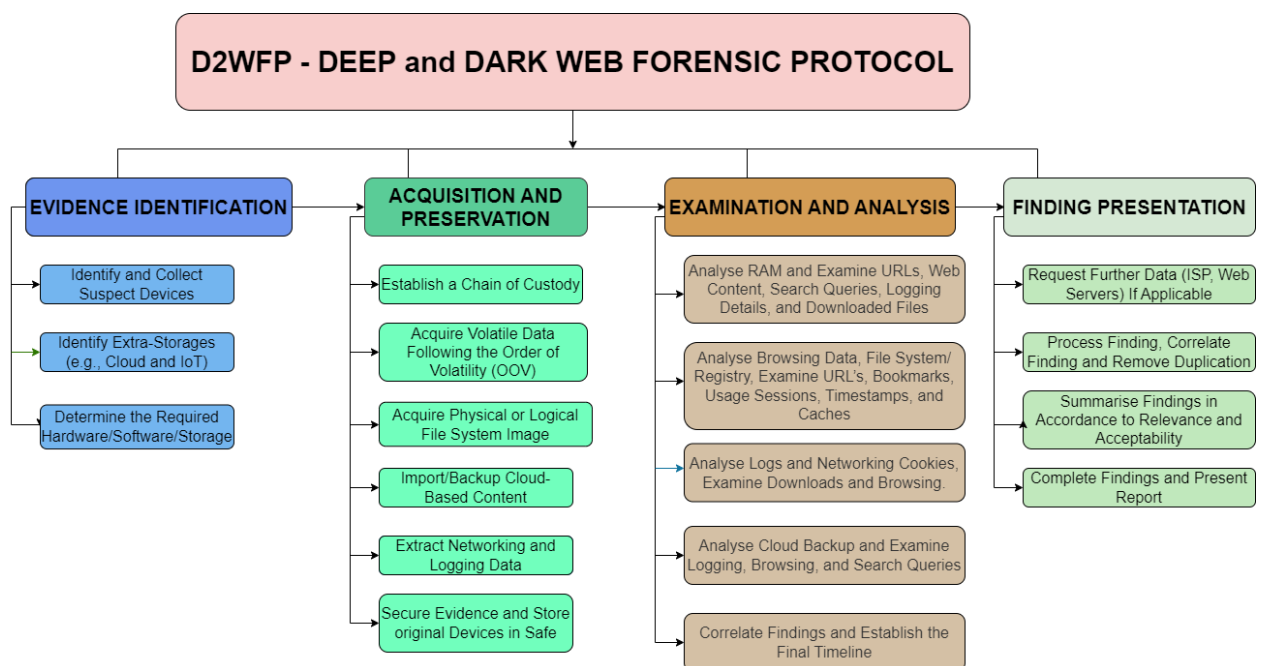 D2WFP - DEEP and DARK WEB FORENSIC PROTOCOL
EVIDENCE IDENTIFICATION
Identify and Collect
Suspect Devices
Identify Extra-Storages
(e.g., Cloud and IoT)
Determine the Required
Hardware/Software/Storage
ACQUISITION AND
PRESERVATION
Establish a Chain of Custody
Acquire Volatile Data
Following the Order of
Volatility (OOV)
Acquire Physical or Logical
File System Image
Import/Backup Cloud-
Based Content
Extract Networking and
Logging Data
Secure Evidence and Store
original Devices in Safe
EXAMINATION AND ANALYSIS
Analyse RAM and Examine URLs, Web
Content, Search Queries, Logging
Details, and Downloaded Files
Analyse Browsing Data, File System/
Registry, Examine URL's, Bookmarks,
Usage Sessions, Timestamps, and
Caches
Analyse Logs and Networking Cookies,
Examine Downloads and Browsing.
Analyse Cloud Backup and Examine
Logging, Browsing, and Search Queries
Correlate Findings and Establish the
Final Timeline
FINDING PRESENTATION
Request Further Data (ISP, Web
Servers) If Applicable
Process Finding, Correlate
Finding and Remove Duplication
Summarise Findings in
Accordance to Relevance and
Acceptability
Complete Findings and Present
Report